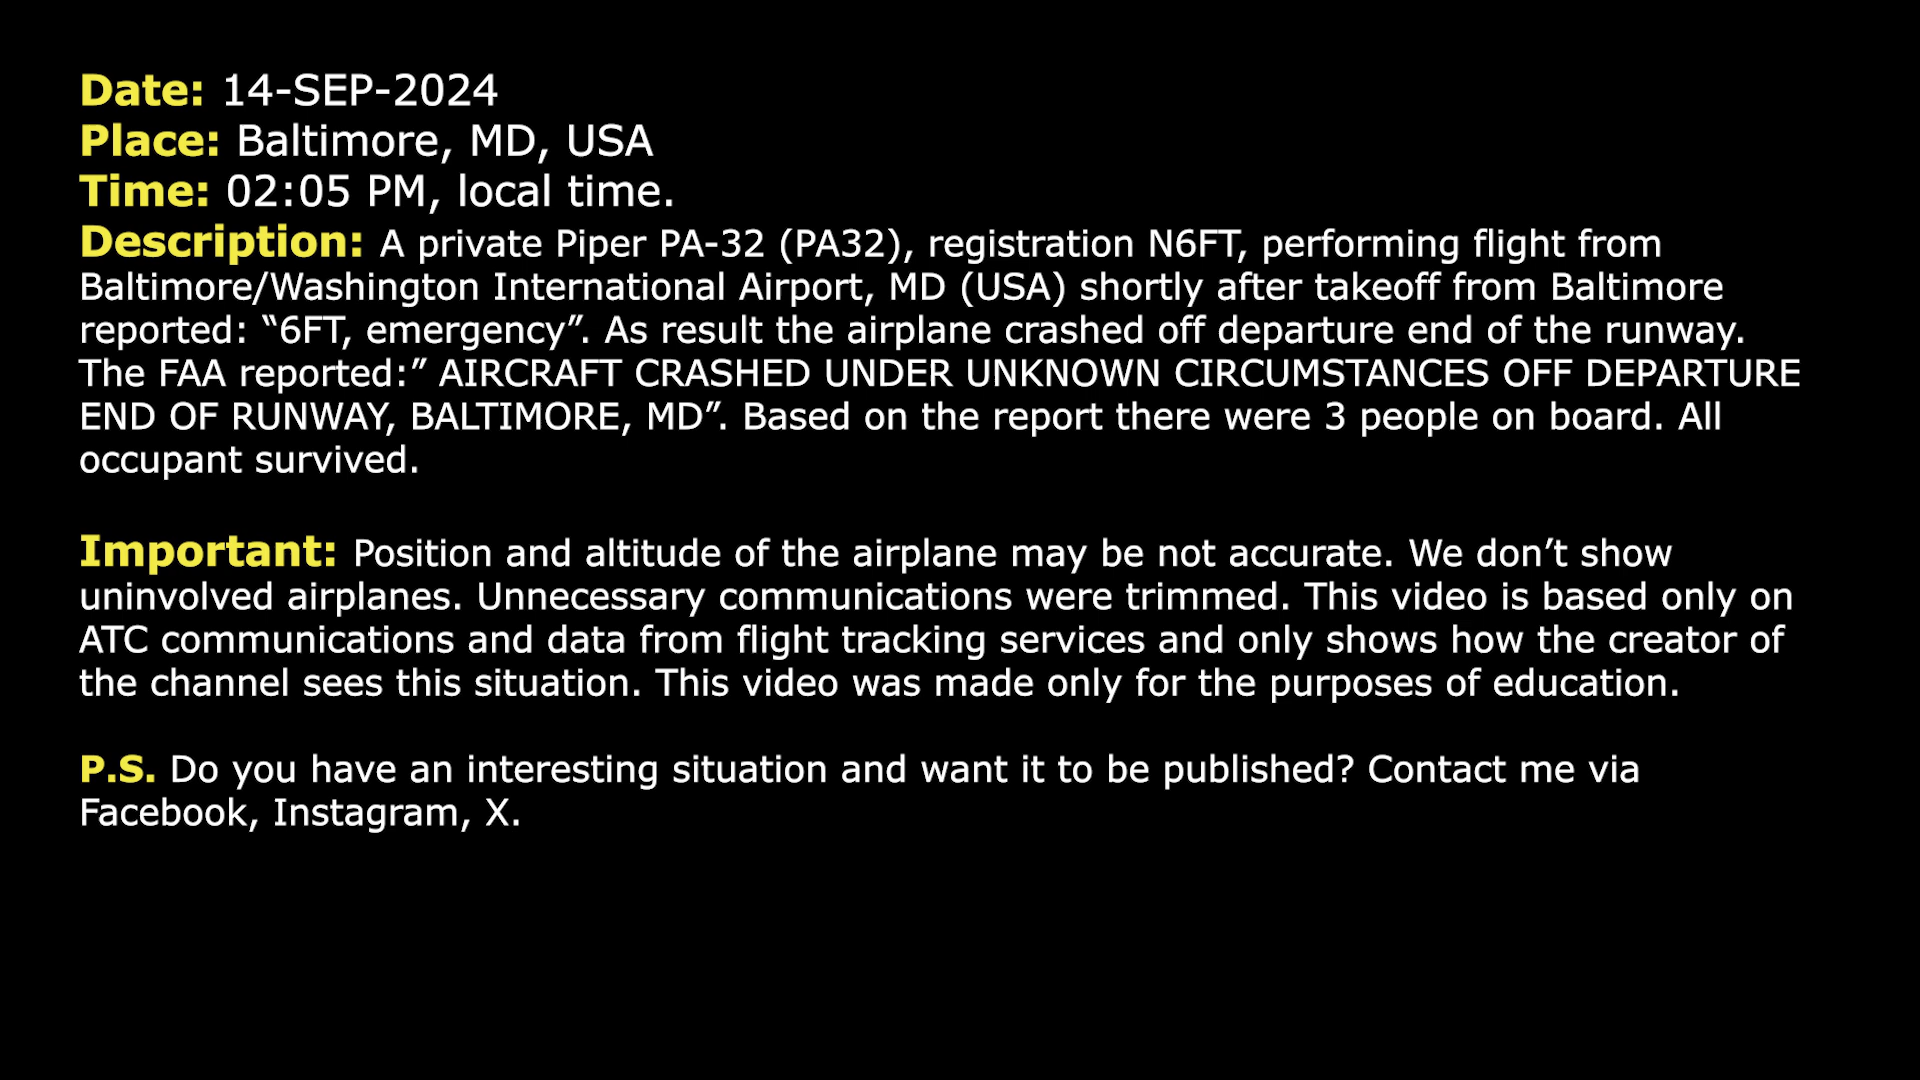 Date: 14-SEP-2024
Place: Baltimore, MD, USA
Time: 02:05 PM, local time.
Description: A private Piper PA-32 (PA32), registration N6FT, performing flight from
Baltimore/Washington International Airport, MD (USA) shortly after takeoff from Baltimore
reported: “6FT, emergency”. As result the airplane crashed off departure end of the runway.
The FAA reported:” AIRCRAFT CRASHED UNDER UNKNOWN CIRCUMSTANCES OFF DEPARTURE
END OF RUNWAY, BALTIMORE, MD”. Based on the report there were 3 people on board. All
occupant survived.
Important: Position and altitude of the airplane may be not accurate. We don’t show
uninvolved airplanes. Unnecessary communications were trimmed. This video is based only on
ATC communications and data from flight tracking services and only shows how the creator of
the channel sees this situation. This video was made only for the purposes of education.
P.S. Do you have an interesting situation and want it to be published? Contact me via
Facebook, Instagram, X.